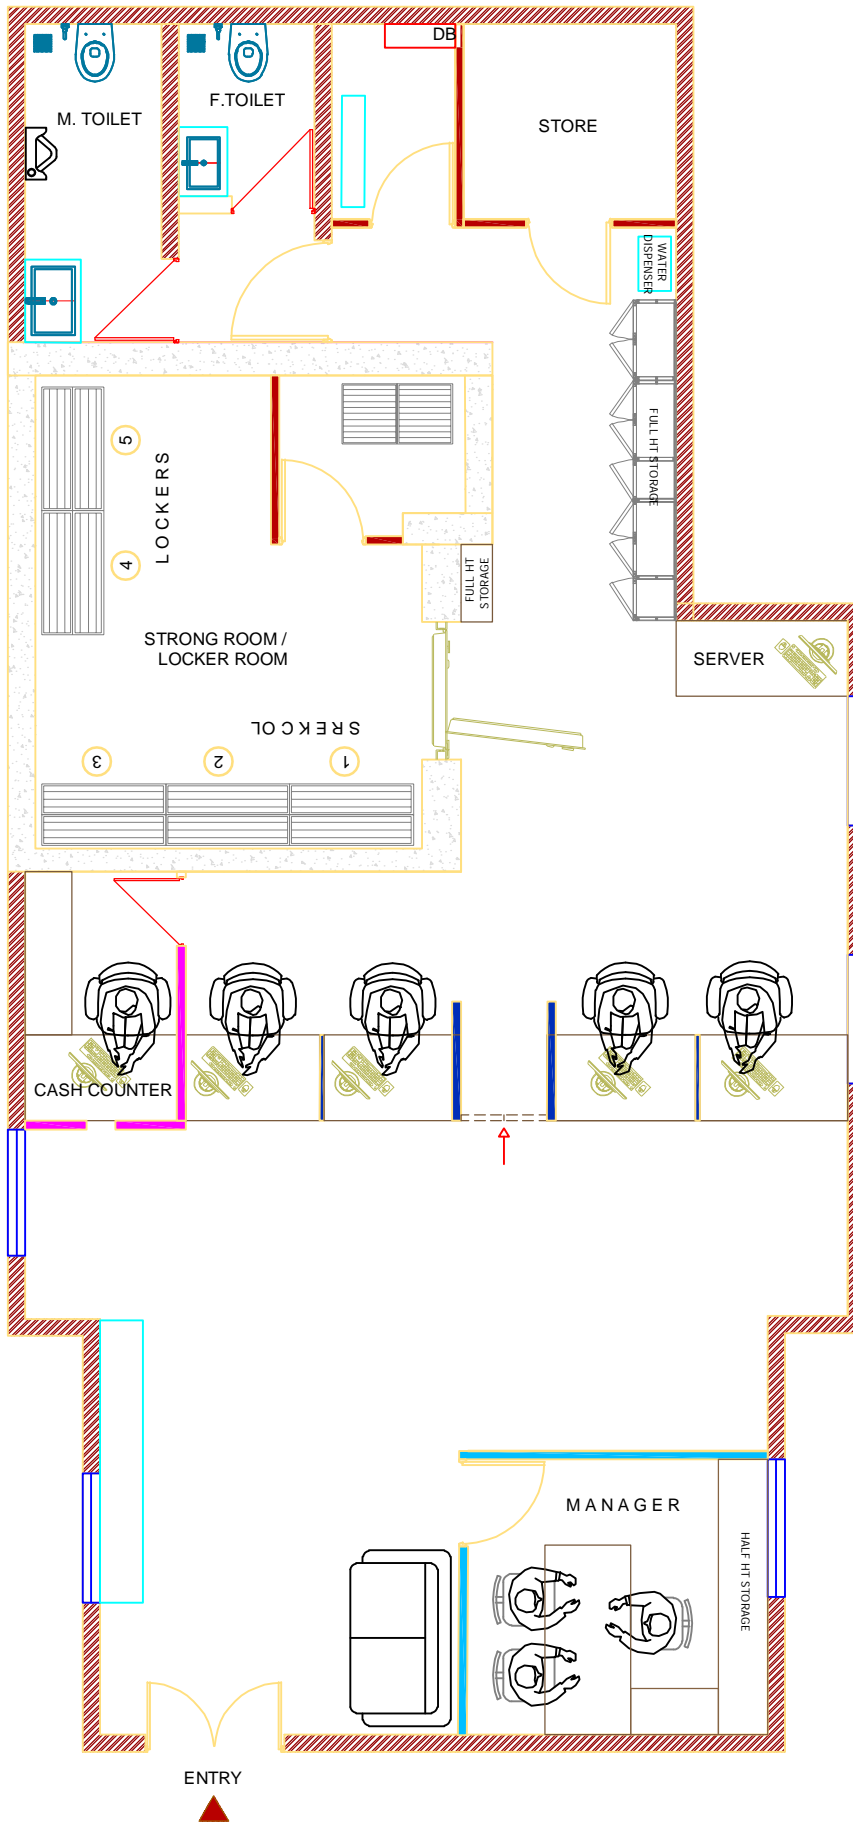 DB
F.TOILET
M. TOILET
STORE
WATER
DISPENSER
5
LOCKERS
FULL HT STORAGE
4
FULL HT
STORAGE
STRONG ROOM /
LOCKER ROOM
SERVER
LOCKERS
3
2
1
CASH COUNTER
MANAGER
HALF HT STORAGE
ENTRY